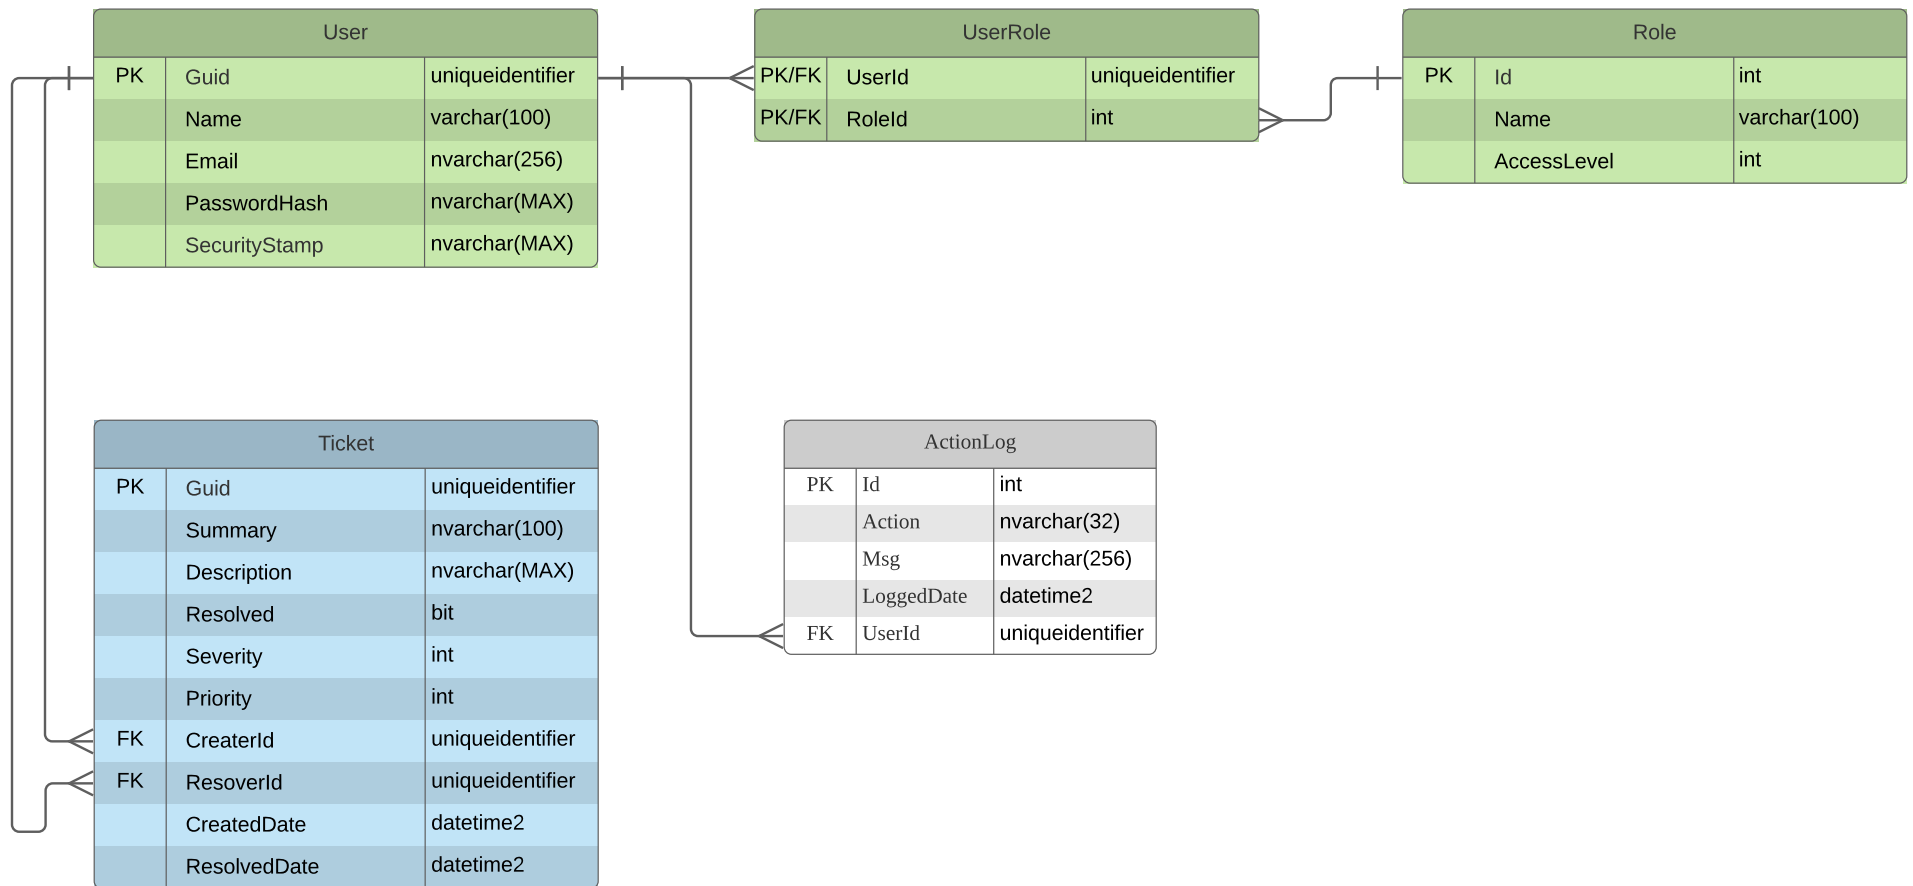 User
PK Guid uniqueidentifier
Name varchar(100)
Email nvarchar(256)
PasswordHash nvarchar(MAX)
SecurityStamp nvarchar(MAX)
UserRole
PK/FK UserId uniqueidentifier
PK/FK RoleId int
Role
PK Id int
Name varchar(100)
AccessLevel int
Ticket
PK Guid uniqueidentifier
Summary nvarchar(100)
Description nvarchar(MAX)
Resolved bit
Severity int
Priority int
FK CreaterId uniqueidentifier
FK ResoverId uniqueidentifier
CreatedDate datetime2
ResolvedDate datetime2
ActionLog
PK Id int
Action nvarchar(32)
Msg nvarchar(256)
LoggedDate datetime2
FK UserId uniqueidentifier